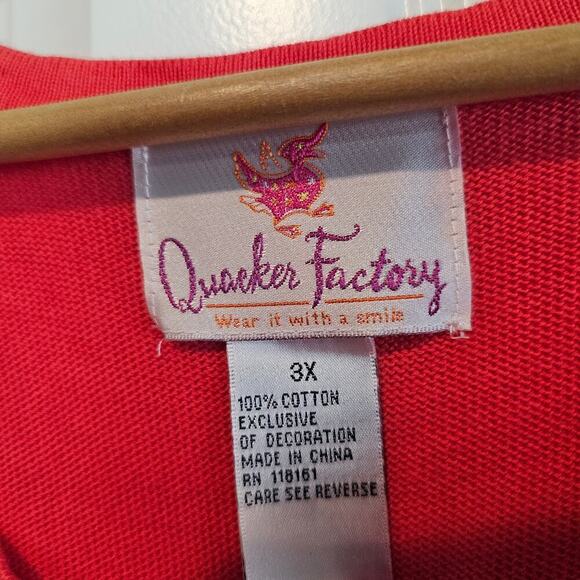 Quacker Factory
Wear it with a smile
3X
100% COTTON
EXCLUSIVE
OF DECORATION
MADE IN CHINA
RN 118161
CARE SEE REVERSE